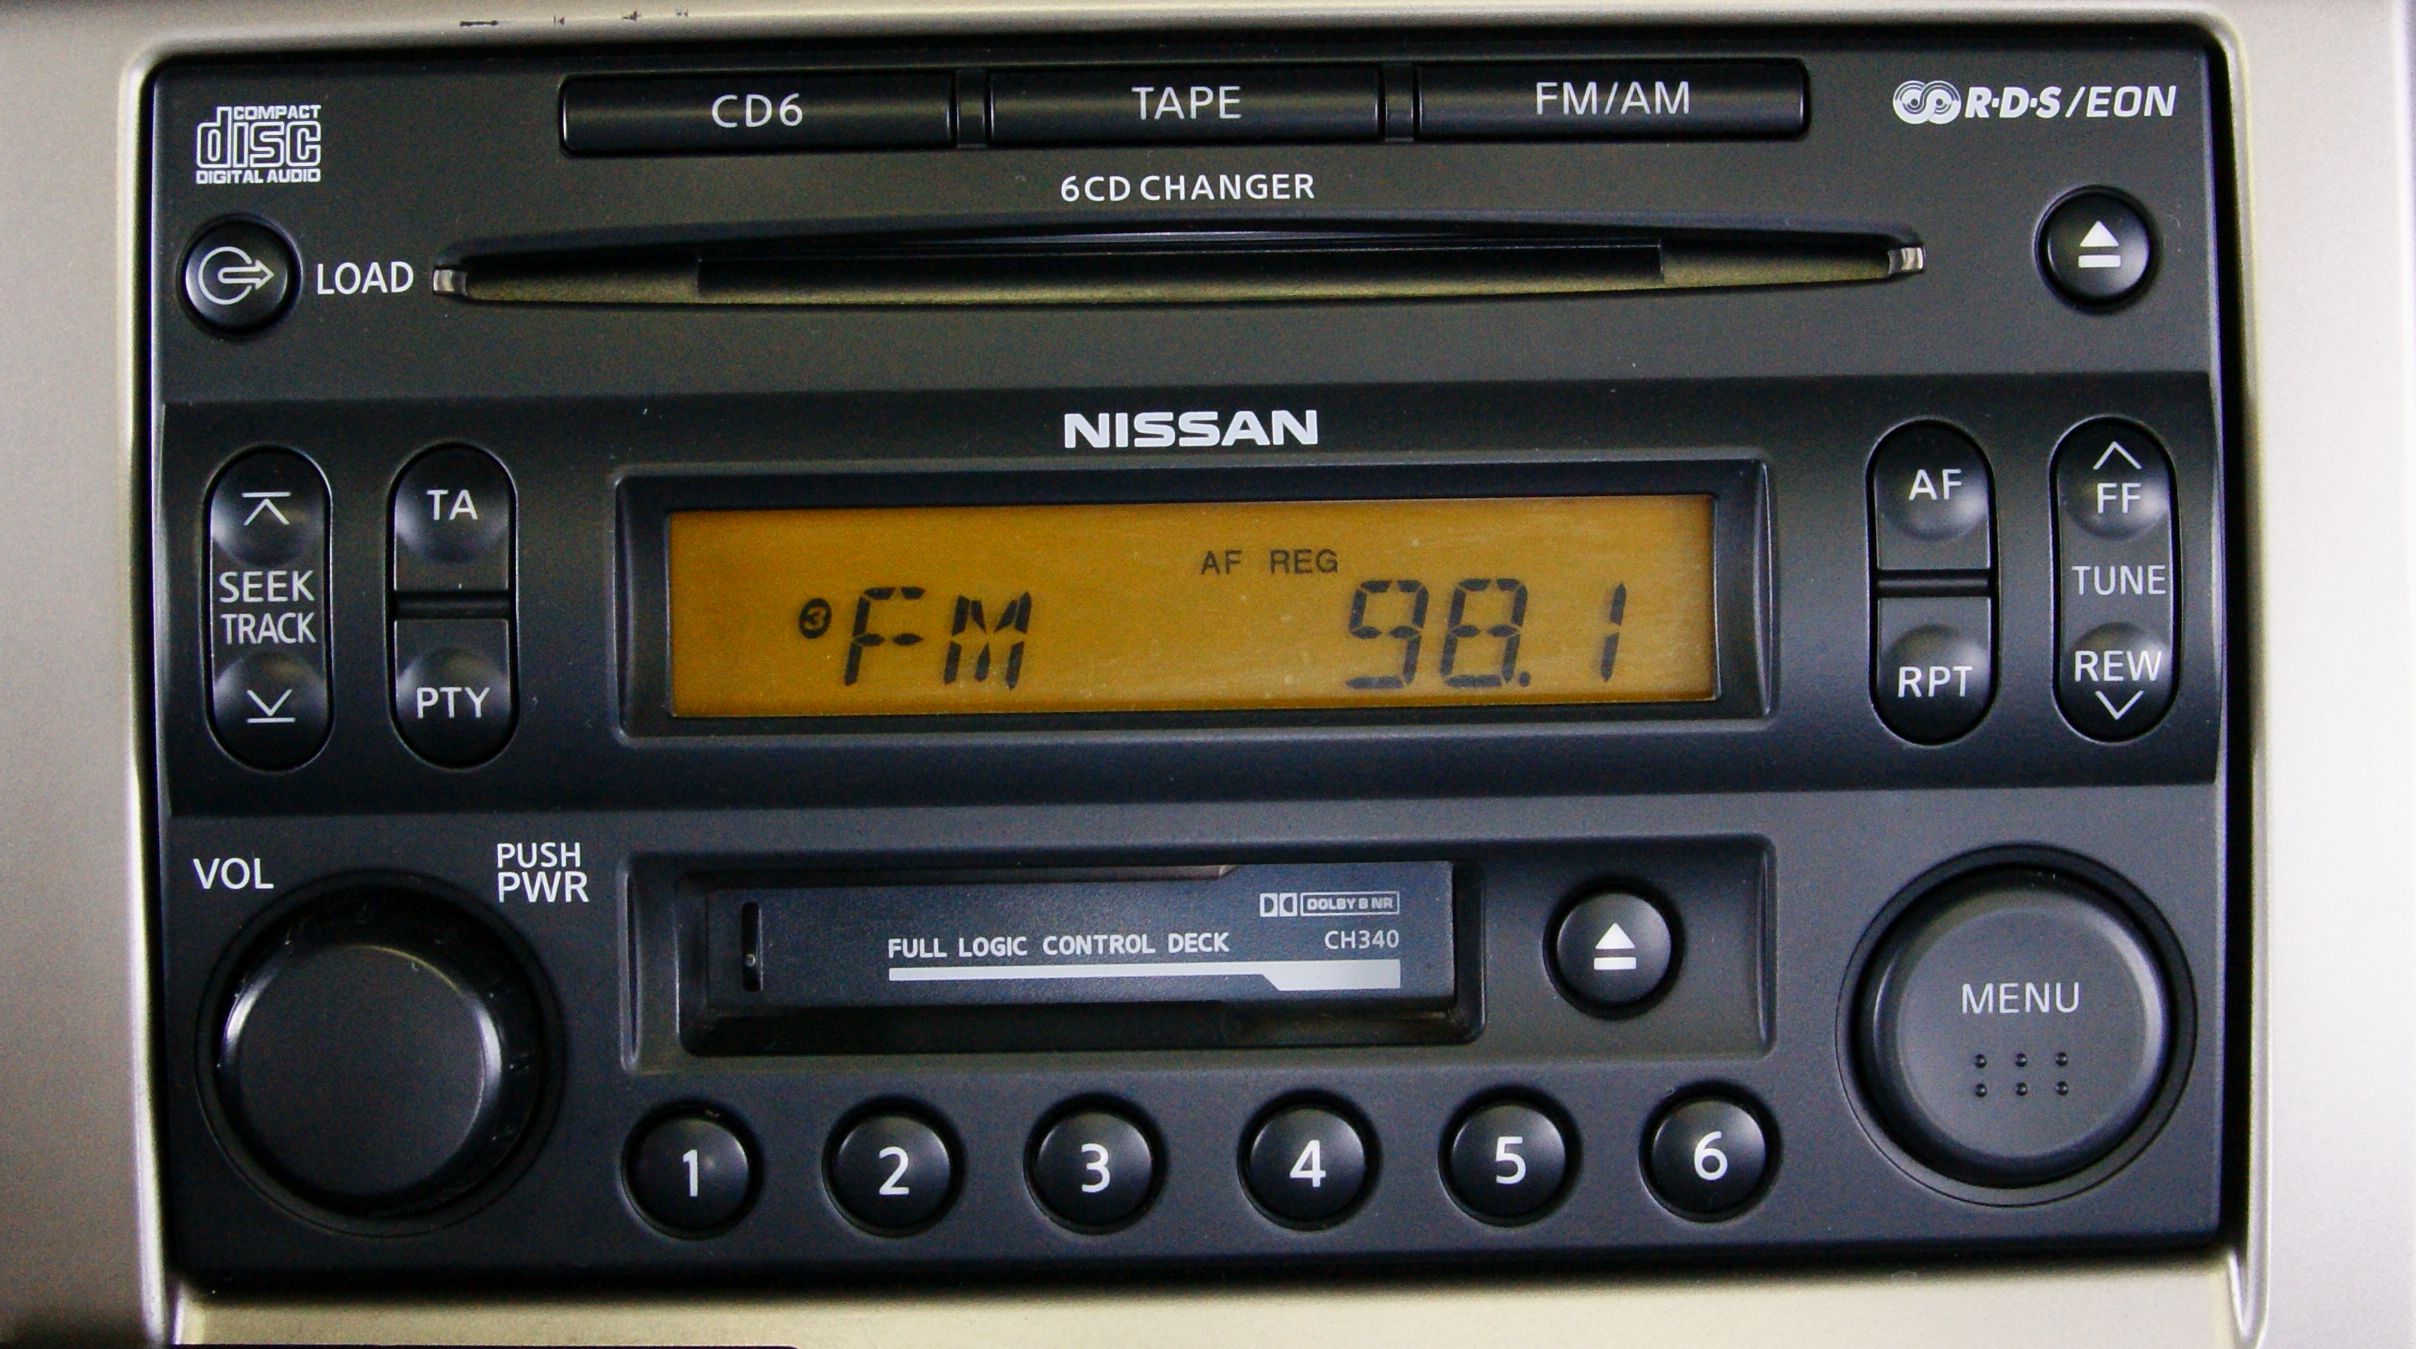 COMPACT
disc
DIGITAL AUDIO
CD6 TAPE FM/AM
R·D·S/EON
6CD CHANGER
LOAD
NISSAN
SEEK
TRACK
TA
PTY
AF REG
3 FM 98.1
AF
RPT
FF
TUNE
REW
VOL
PUSH
PWR
DOLBY B NR
FULL LOGIC CONTROL DECK CH340
MENU
1 2 3 4 5 6